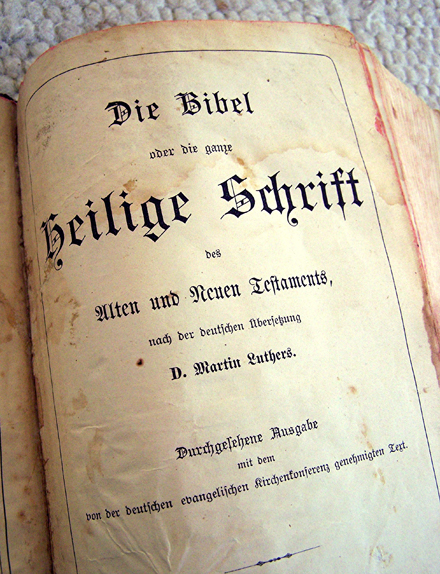 Die Bibel
oder die ganze
Heilige Schrift
des
Alten und Neuen Testaments,
nach der deutschen Übersetzung
D. Martin Luthers.
Durchgesehene Ausgabe
mit dem
von der deutschen evangelischen Kirchenkonferenz genehmigten Text.